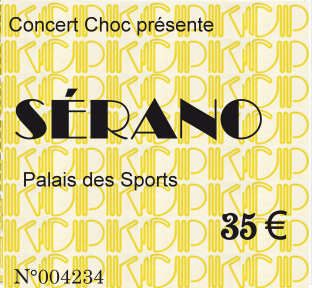 Concert Choc présente
SÉRANO
Palais des Sports
35 €
N°004234